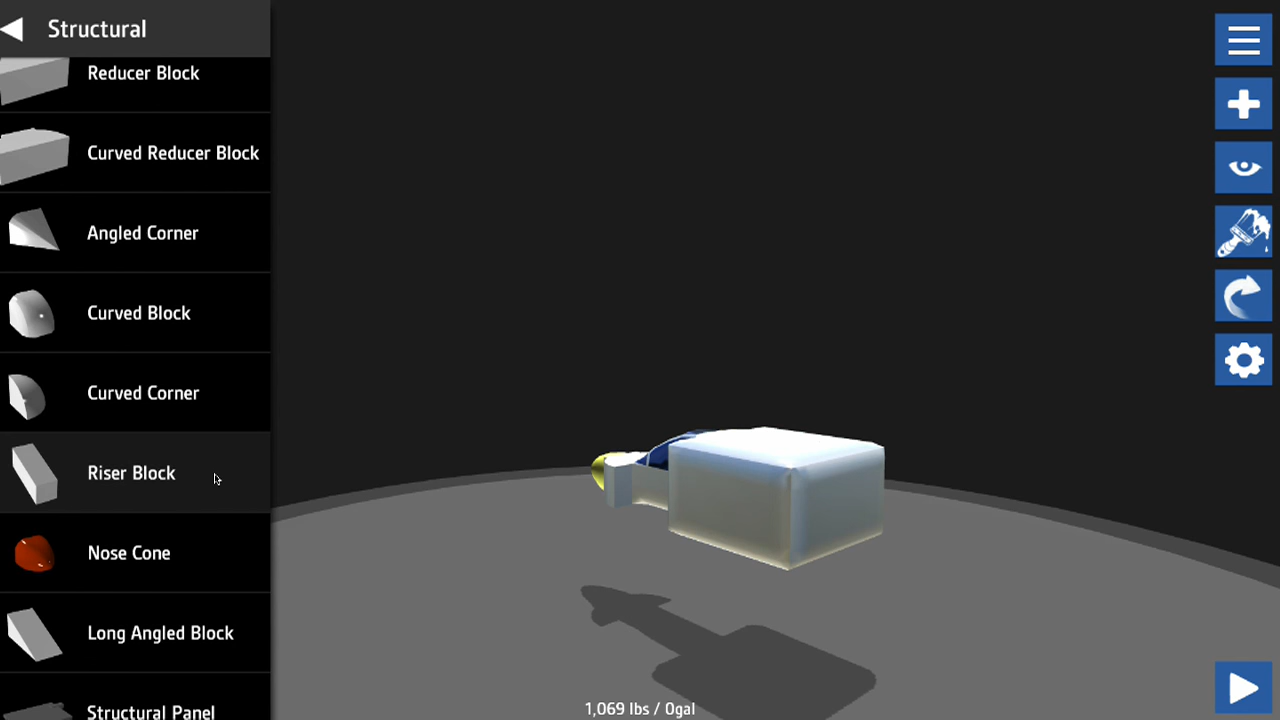 Structural
Reducer Block
Curved Reducer Block
Angled Corner
Curved Block
Curved Corner
Riser Block
Nose Cone
Long Angled Block
Structural Panel
1,069 lbs / 0gal